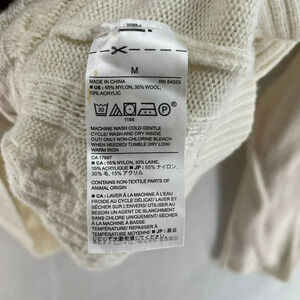 M
MADE IN CHINA RN 54023
■ US : 55% NYLON, 30% WOOL,
15% ACRYLIC
30
1166
MACHINE WASH COLD GENTLE
CYCLE/ WASH AND DRY INSIDE
OUT/ ONLY NON-CHLORINE BLEACH
WHEN NEEDED/ TUMBLE DRY LOW/
WARM IRON
CA 17897
■ CA : 55% NYLON, 30% LAINE,
15% ACRYLIQUE ■ JP : 55% ナイロン,
30% 毛, 15% アクリル
CONTAINS NON-TEXTILE PARTS OF
ANIMAL ORIGIN
■ CA : LAVER À LA MACHINE À L'EAU
FROIDE AU CYCLE DÉLICAT/ LAVER ET
SÉCHER SUR L'ENVERS/ UTILISER AU
BESOIN UN AGENT DE BLANCHIMENT
SANS CHLORE UNIQUEMENT/ SÉCHER
À LA MACHINE À BASSE
TEMPÉRATURE/ REPASSER À
TEMPÉRATURE MOYENNE ■ JP :